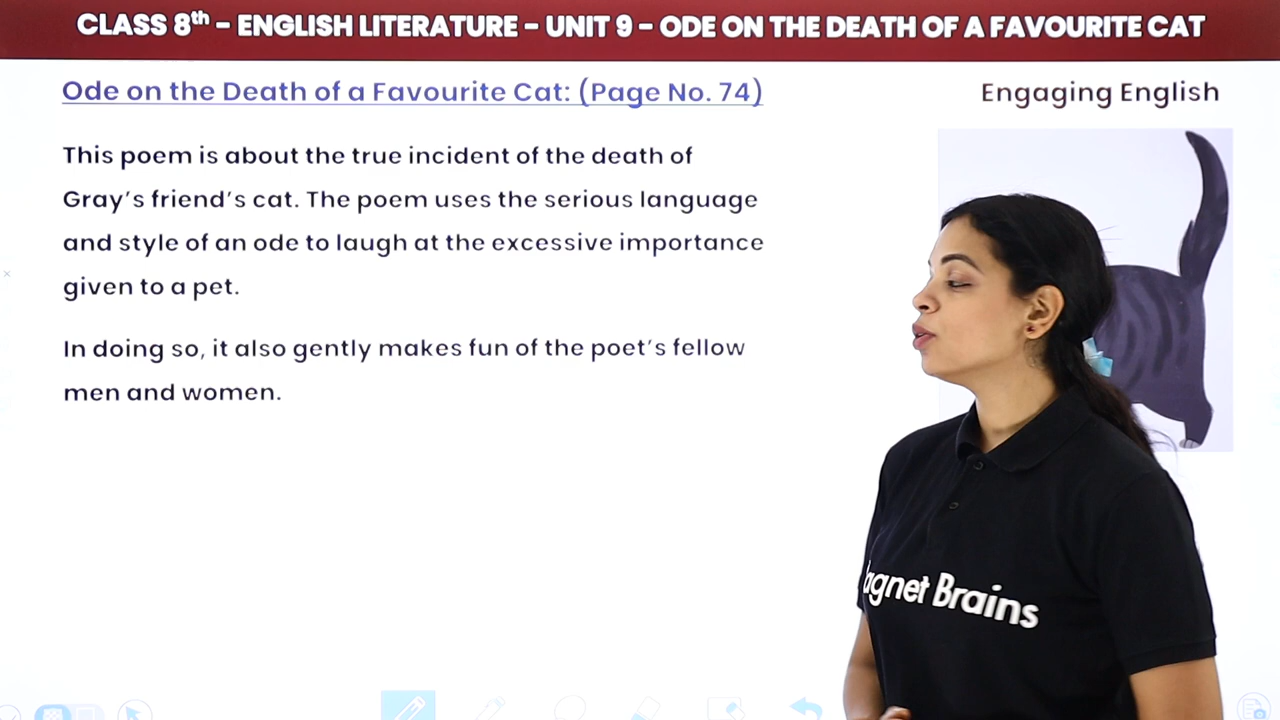 CLASS 8th – ENGLISH LITERATURE – UNIT 9 – ODE ON THE DEATH OF A FAVOURITE CAT
Ode on the Death of a Favourite Cat: (Page No. 74)
Engaging English
This poem is about the true incident of the death of
Gray's friend's cat. The poem uses the serious language
and style of an ode to laugh at the excessive importance
given to a pet.
In doing so, it also gently makes fun of the poet's fellow
men and women.
agnet Brains